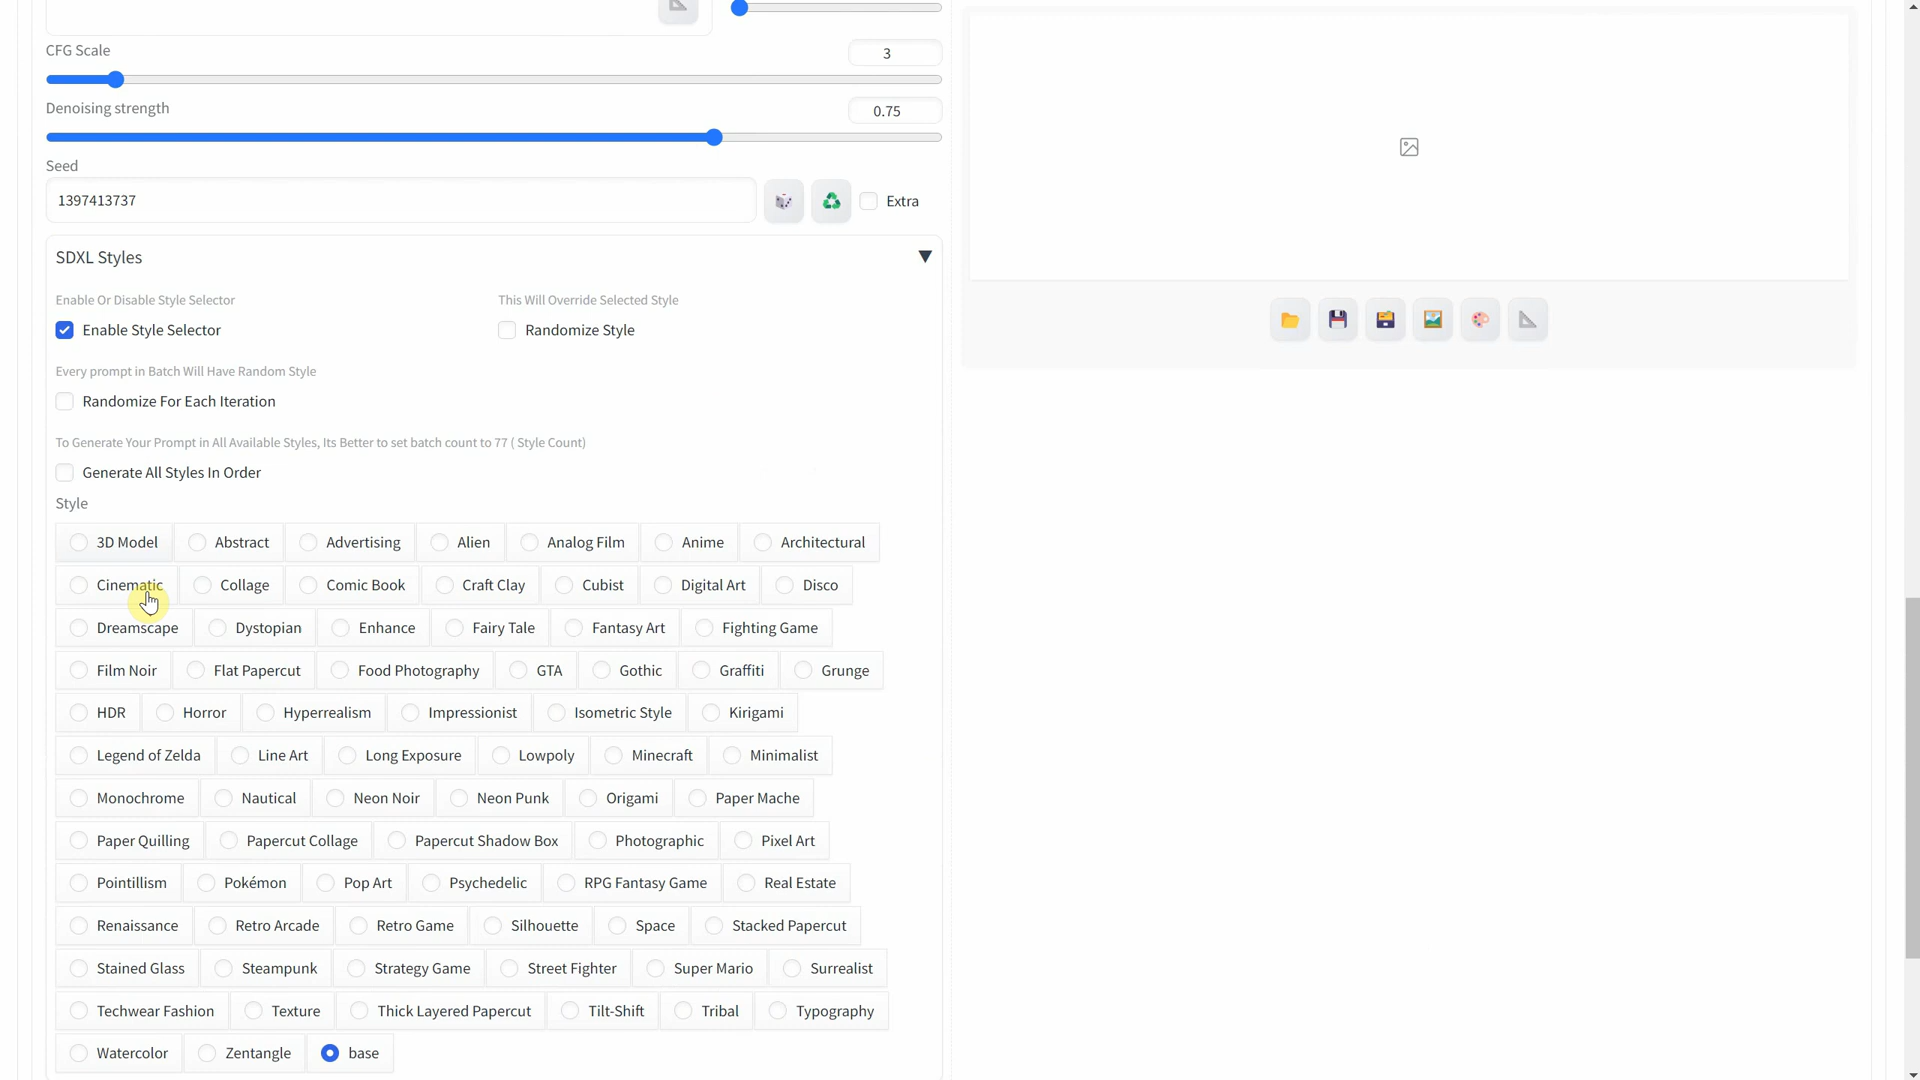 CFG Scale
3
Denoising strength
0.75
Seed
1397413737
Extra
SDXL Styles
Enable Or Disable Style Selector
This Will Override Selected Style
Enable Style Selector
Randomize Style
Every prompt in Batch Will Have Random Style
Randomize For Each Iteration
To Generate Your Prompt in All Available Styles, Its Better to set batch count to 77 ( Style Count)
Generate All Styles In Order
Style
3D Model Abstract Advertising Alien Analog Film Anime Architectural
Cinematic Collage Comic Book Craft Clay Cubist Digital Art Disco
Dreamscape Dystopian Enhance Fairy Tale Fantasy Art Fighting Game
Film Noir Flat Papercut Food Photography GTA Gothic Graffiti Grunge
HDR Horror Hyperrealism Impressionist Isometric Style Kirigami
Legend of Zelda Line Art Long Exposure Lowpoly Minecraft Minimalist
Monochrome Nautical Neon Noir Neon Punk Origami Paper Mache
Paper Quilling Papercut Collage Papercut Shadow Box Photographic Pixel Art
Pointillism Pokémon Pop Art Psychedelic RPG Fantasy Game Real Estate
Renaissance Retro Arcade Retro Game Silhouette Space Stacked Papercut
Stained Glass Steampunk Strategy Game Street Fighter Super Mario Surrealist
Techwear Fashion Texture Thick Layered Papercut Tilt-Shift Tribal Typography
Watercolor Zentangle base